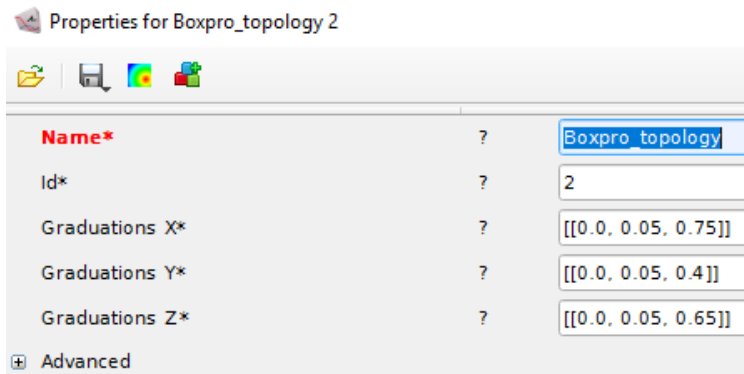 Properties for Boxpro_topology 2
Name* ? Boxpro_topology
Id* ? 2
Graduations X* ? [[0.0, 0.05, 0.75]]
Graduations Y* ? [[0.0, 0.05, 0.4]]
Graduations Z* ? [[0.0, 0.05, 0.65]]
Advanced